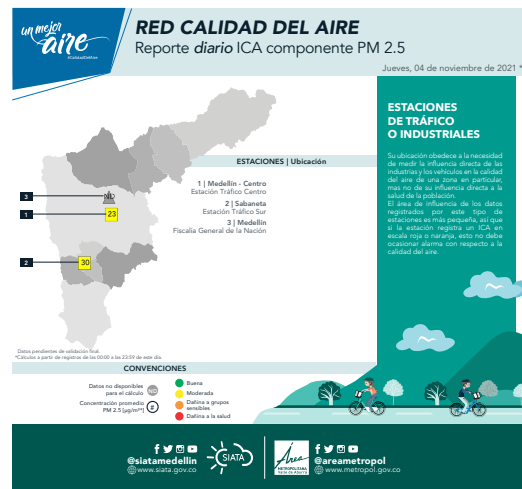 un mejor
aire
#CalidadDelAire
RED CALIDAD DEL AIRE
Reporte diario ICA componente PM 2.5
Jueves, 04 de noviembre de 2021 *
ESTACIONES | Ubicación
1 | Medellín - Centro
Estación Tráfico Centro
2 | Sabaneta
Estación Tráfico Sur
3 | Medellín
Fiscalía General de la Nación
3
ND
1
23
2
30
ESTACIONES
DE TRÁFICO
O INDUSTRIALES
Su ubicación obedece a la necesidad
de medir la influencia directa de las
industrias y los vehículos en la calidad
del aire de una zona en particular,
mas no de su influencia directa a la
salud de la población.
El área de influencia de los datos
registrados por este tipo de
estaciones es más pequeña, así que
si la estación registra un ICA en
escala roja o naranja, esto no debe
ocasionar alarma con respecto a la
calidad del aire.
Datos pendientes de validación final.
*Cálculos a partir de registros de las 00:00 a las 23:59 de este día.
CONVENCIONES
Datos no disponibles
para el cálculo
ND
Concentración promedio
PM 2.5 [μg/m³*]
#
Buena
Moderada
Dañina a grupos
sensibles
Dañina a la salud
@siatamedellin
www.siata.gov.co
SIATA
Área
METROPOLITANA
Valle de Aburrá
@areametropol
www.metropol.gov.co